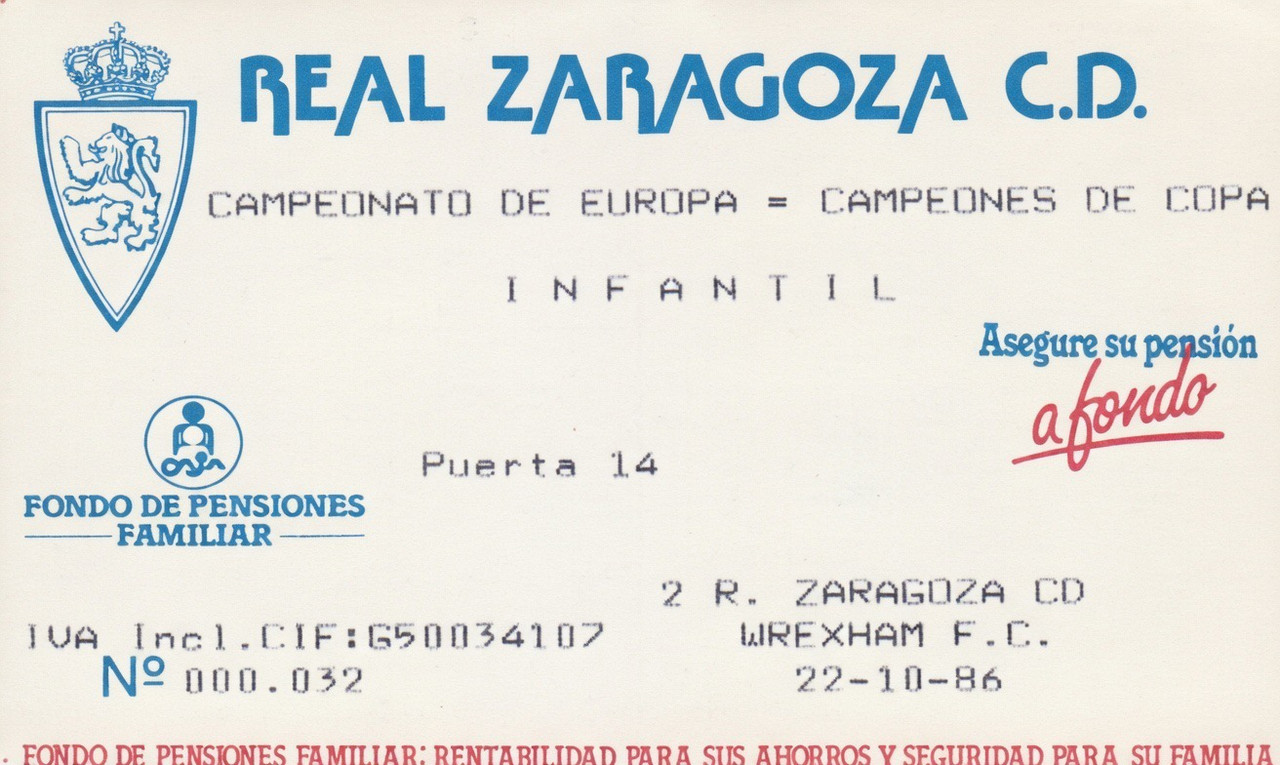 REAL ZARAGOZA C.D.
CAMPEONATO DE EUROPA = CAMPEONES DE COPA
I N F A N T I L
Asegure su pensión
a fondo
Puerta 14
FONDO DE PENSIONES
FAMILIAR
2 R. ZARAGOZA CD
IVA Incl.CIF:G50034107
WREXHAM F.C.
Nº 000.032
22-10-86
FONDO DE PENSIONES FAMILIAR: RENTABILIDAD PARA SUS AHORROS Y SEGURIDAD PARA SU FAMILIA